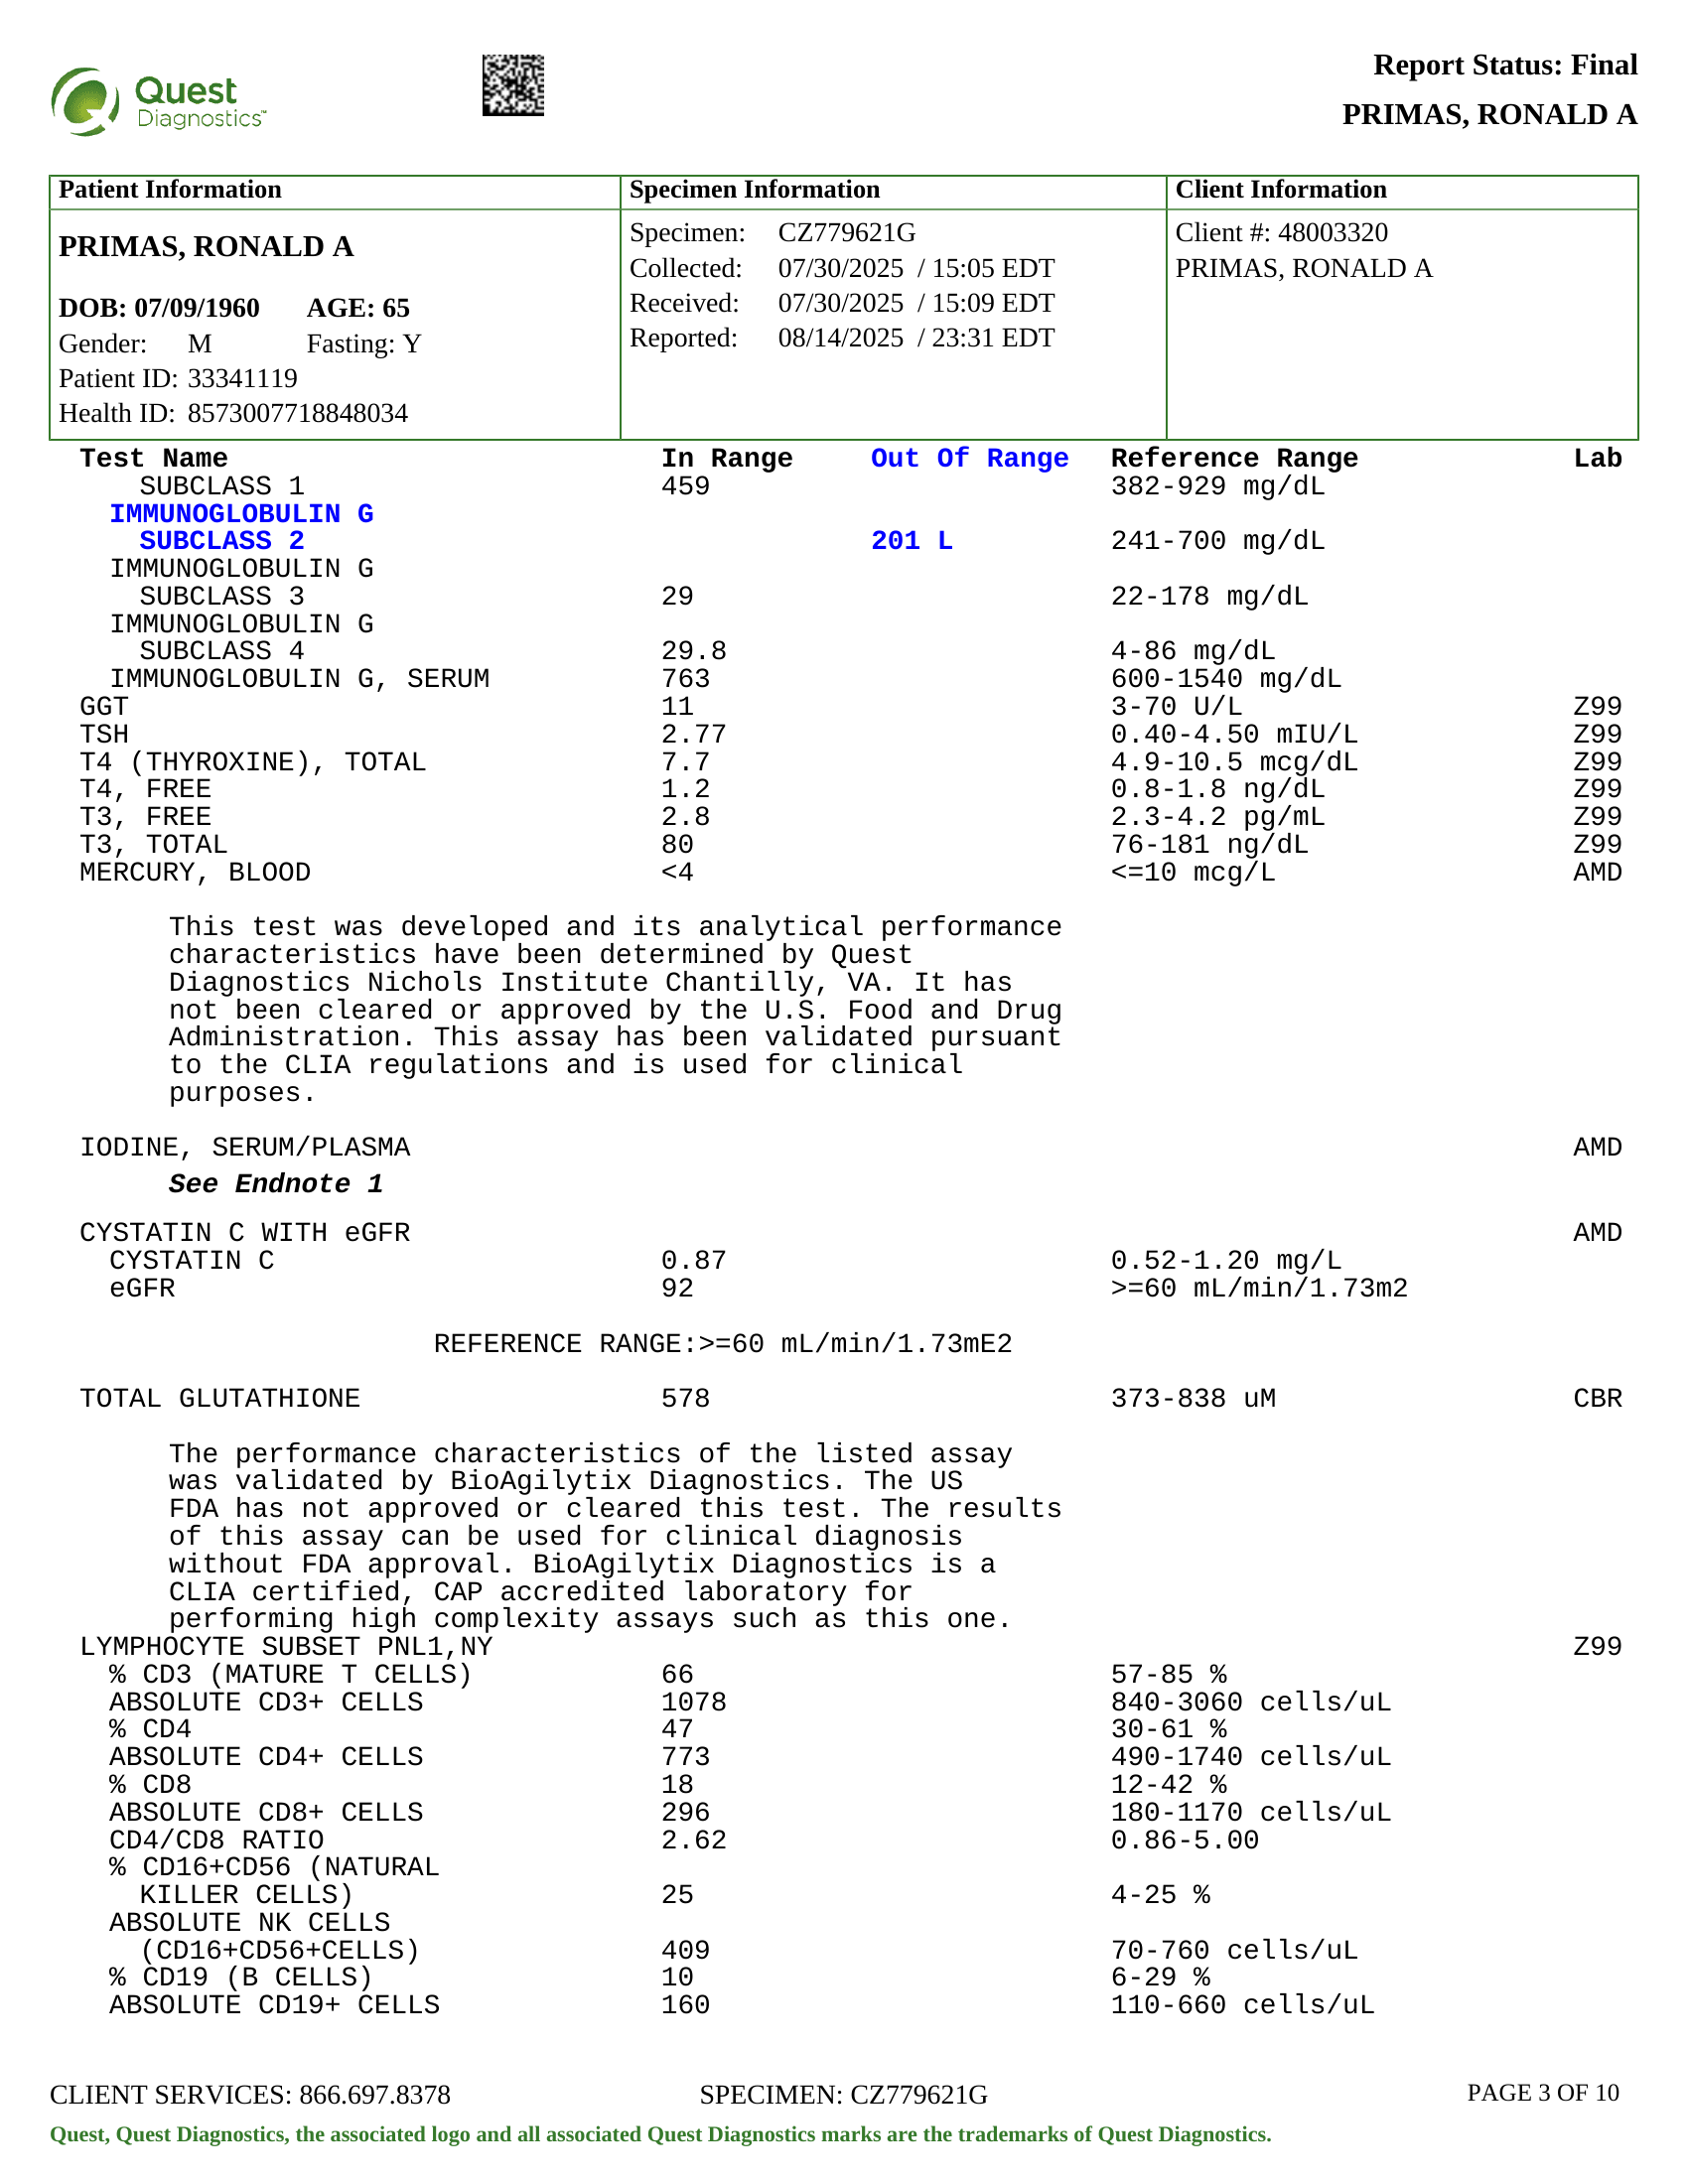 Quest
Diagnostics™
Report Status: Final
PRIMAS, RONALD A
Patient Information Specimen Information Client Information
PRIMAS, RONALD A
DOB: 07/09/1960 AGE: 65
Gender: M Fasting: Y
Patient ID: 33341119
Health ID: 8573007718848034
Specimen: CZ779621G
Collected: 07/30/2025 / 15:05 EDT
Received: 07/30/2025 / 15:09 EDT
Reported: 08/14/2025 / 23:31 EDT
Client #: 48003320
PRIMAS, RONALD A
Test Name In Range Out Of Range Reference Range Lab
SUBCLASS 1 459 382-929 mg/dL
IMMUNOGLOBULIN G
SUBCLASS 2 201 L 241-700 mg/dL
IMMUNOGLOBULIN G
SUBCLASS 3 29 22-178 mg/dL
IMMUNOGLOBULIN G
SUBCLASS 4 29.8 4-86 mg/dL
IMMUNOGLOBULIN G, SERUM 763 600-1540 mg/dL
GGT 11 3-70 U/L Z99
TSH 2.77 0.40-4.50 mIU/L Z99
T4 (THYROXINE), TOTAL 7.7 4.9-10.5 mcg/dL Z99
T4, FREE 1.2 0.8-1.8 ng/dL Z99
T3, FREE 2.8 2.3-4.2 pg/mL Z99
T3, TOTAL 80 76-181 ng/dL Z99
MERCURY, BLOOD <4 <=10 mcg/L AMD
This test was developed and its analytical performance
characteristics have been determined by Quest
Diagnostics Nichols Institute Chantilly, VA. It has
not been cleared or approved by the U.S. Food and Drug
Administration. This assay has been validated pursuant
to the CLIA regulations and is used for clinical
purposes.
IODINE, SERUM/PLASMA AMD
See Endnote 1
CYSTATIN C WITH eGFR AMD
CYSTATIN C 0.87 0.52-1.20 mg/L
eGFR 92 >=60 mL/min/1.73m2
REFERENCE RANGE:>=60 mL/min/1.73mE2
TOTAL GLUTATHIONE 578 373-838 uM CBR
The performance characteristics of the listed assay
was validated by BioAgilytix Diagnostics. The US
FDA has not approved or cleared this test. The results
of this assay can be used for clinical diagnosis
without FDA approval. BioAgilytix Diagnostics is a
CLIA certified, CAP accredited laboratory for
performing high complexity assays such as this one.
LYMPHOCYTE SUBSET PNL1,NY Z99
% CD3 (MATURE T CELLS) 66 57-85 %
ABSOLUTE CD3+ CELLS 1078 840-3060 cells/uL
% CD4 47 30-61 %
ABSOLUTE CD4+ CELLS 773 490-1740 cells/uL
% CD8 18 12-42 %
ABSOLUTE CD8+ CELLS 296 180-1170 cells/uL
CD4/CD8 RATIO 2.62 0.86-5.00
% CD16+CD56 (NATURAL
KILLER CELLS) 25 4-25 %
ABSOLUTE NK CELLS
(CD16+CD56+CELLS) 409 70-760 cells/uL
% CD19 (B CELLS) 10 6-29 %
ABSOLUTE CD19+ CELLS 160 110-660 cells/uL
CLIENT SERVICES: 866.697.8378 SPECIMEN: CZ779621G PAGE 3 OF 10
Quest, Quest Diagnostics, the associated logo and all associated Quest Diagnostics marks are the trademarks of Quest Diagnostics.